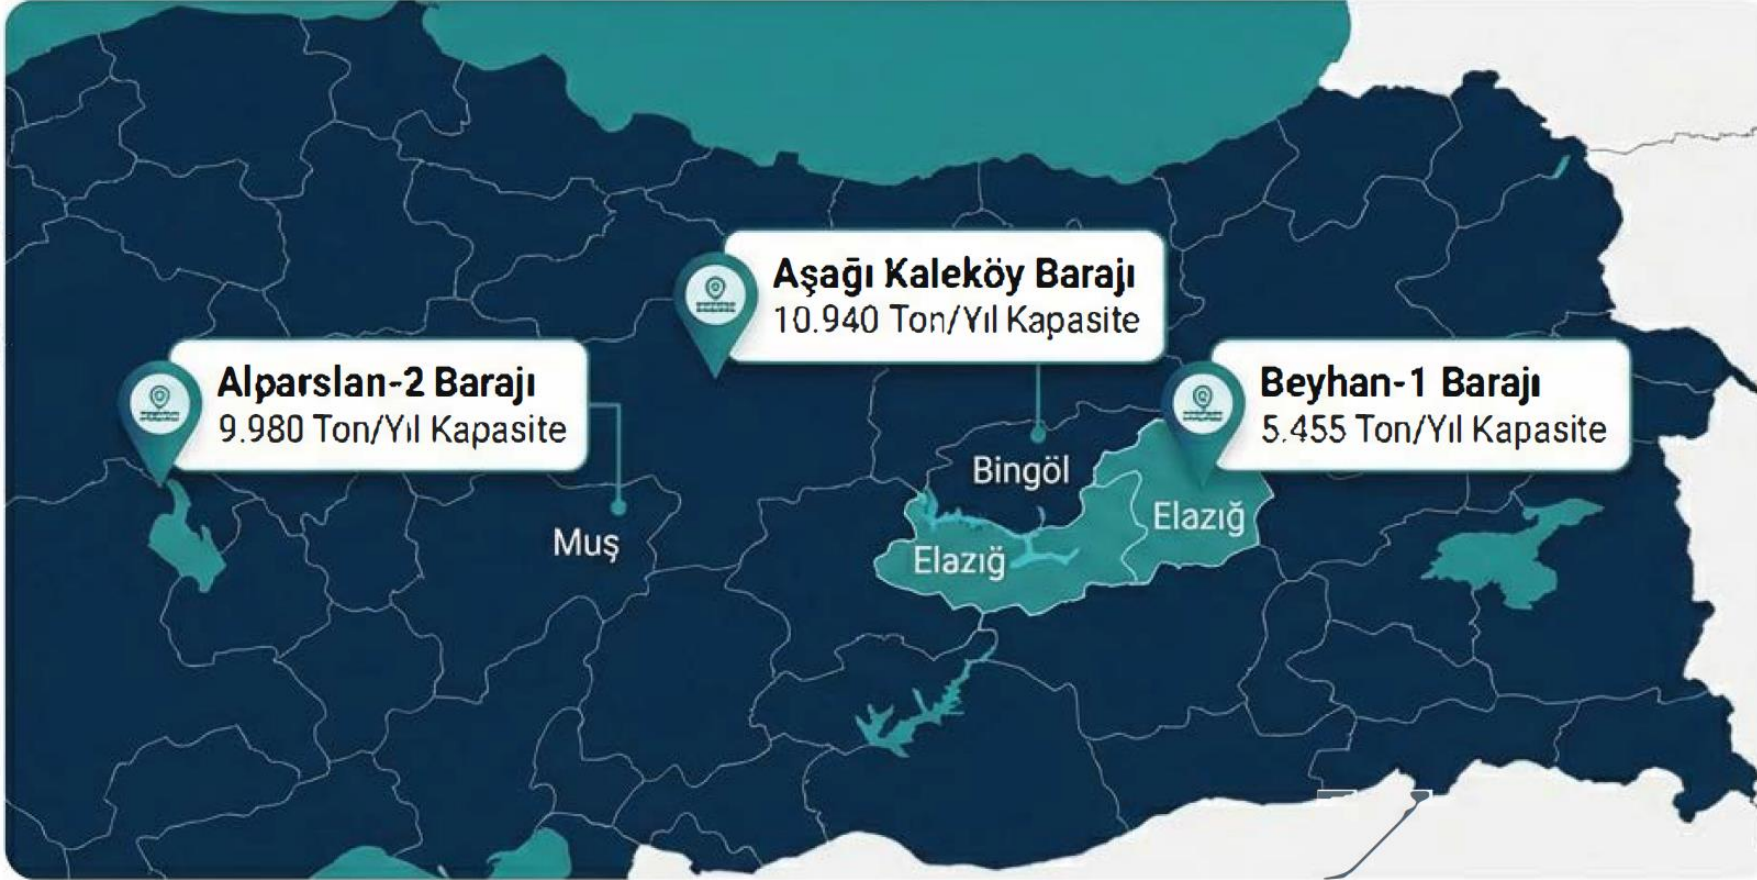 Aşağı Kaleköy Barajı
10.940 Ton/Yıl Kapasite
Alparslan-2 Barajı
9.980 Ton/Yıl Kapasite
Beyhan-1 Barajı
5.455 Ton/Yıl Kapasite
Bingöl
Elazığ
Muş
Elazığ